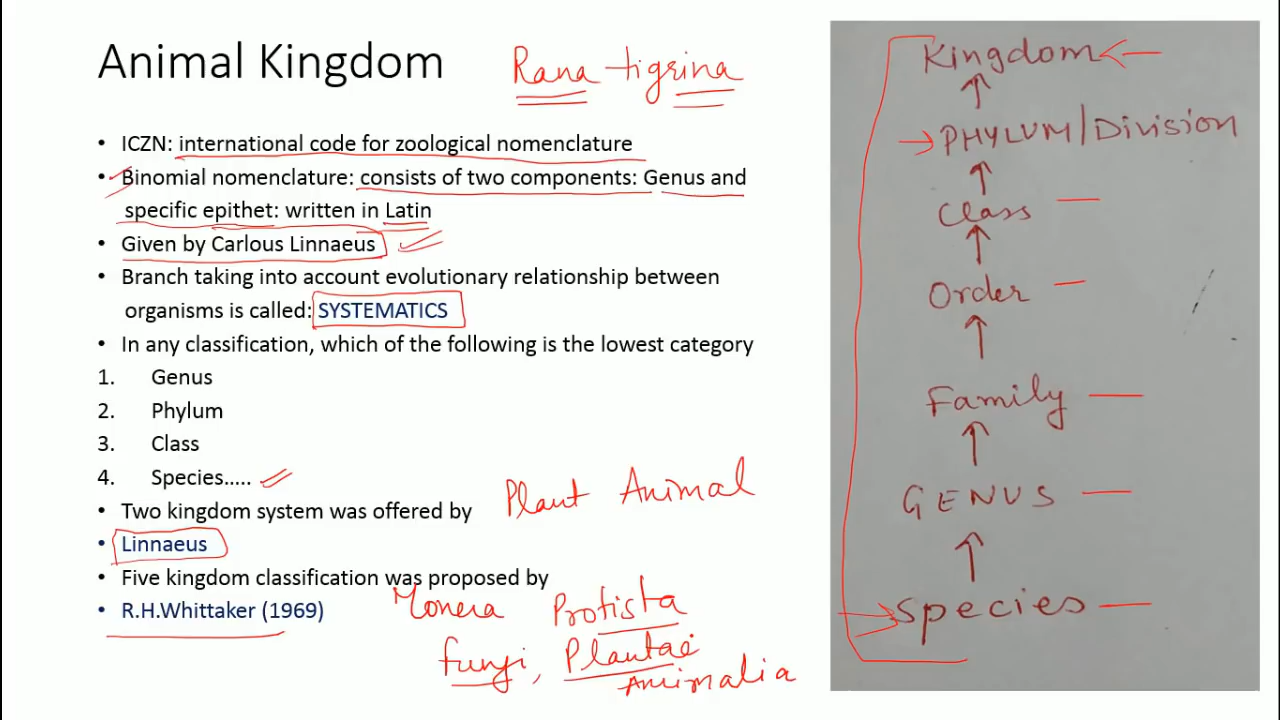 Animal Kingdom
Rana tigrina
• ICZN: international code for zoological nomenclature
• Binomial nomenclature: consists of two components: Genus and
specific epithet: written in Latin
• Given by Carlous Linnaeus
• Branch taking into account evolutionary relationship between
organisms is called: SYSTEMATICS
• In any classification, which of the following is the lowest category
1. Genus
2. Phylum
3. Class
4. Species.....
Plant Animal
• Two kingdom system was offered by
• Linnaeus
• Five kingdom classification was proposed by
• R.H.Whittaker (1969)
Monera Protista
fungi, Plantae
Animalia
Kingdom
PHYLUM/Division
Class
Order
Family
GENUS
Species